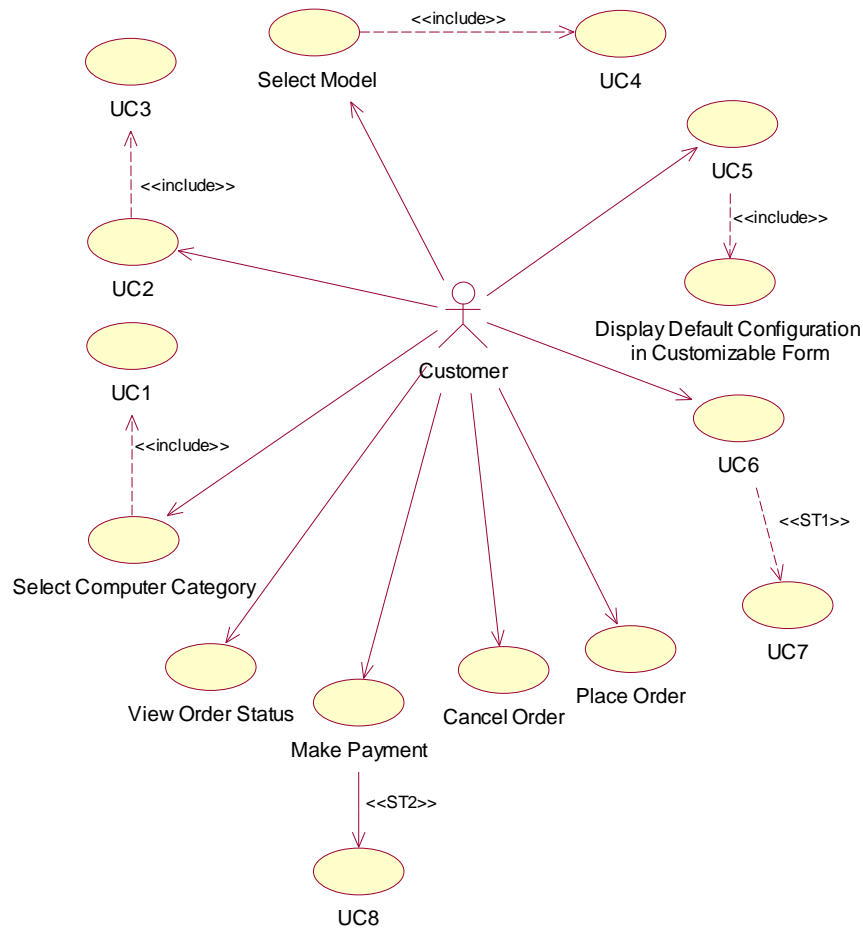 <<include>>
Select Model
UC4
UC3
UC5
<<include>>
<<include>>
UC2
Display Default Configuration
in Customizable Form
Customer
UC1
<<include>>
UC6
<<ST1>>
Select Computer Category
UC7
View Order Status
Cancel Order
Place Order
Make Payment
<<ST2>>
UC8